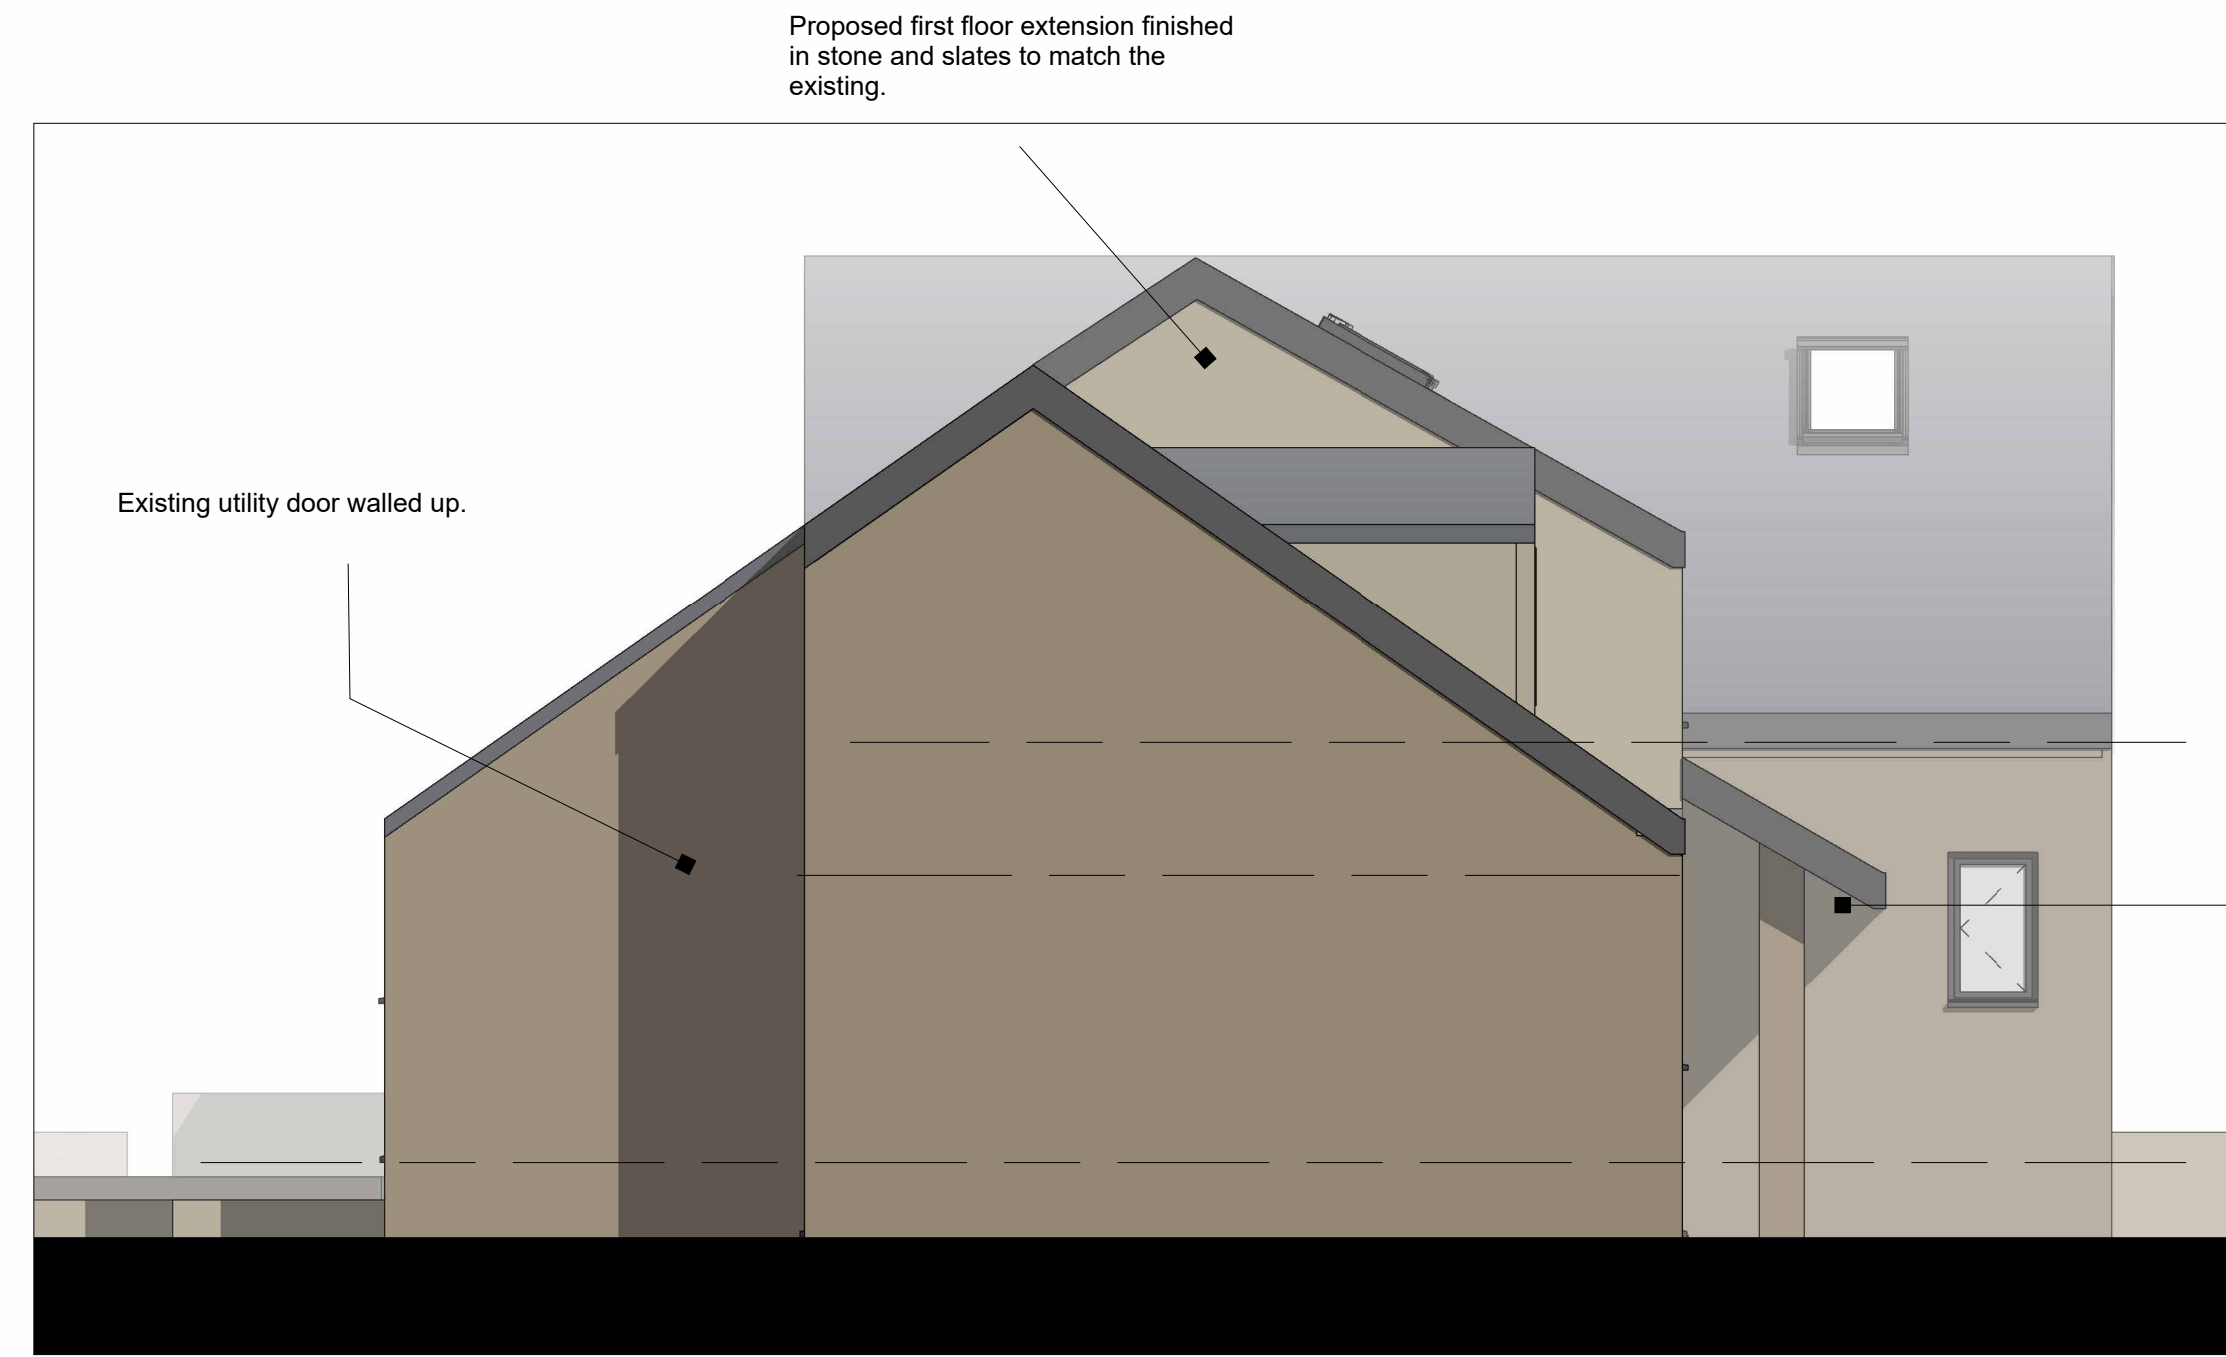 Proposed first floor extension finished
in stone and slates to match the
existing.
Existing utility door walled up.